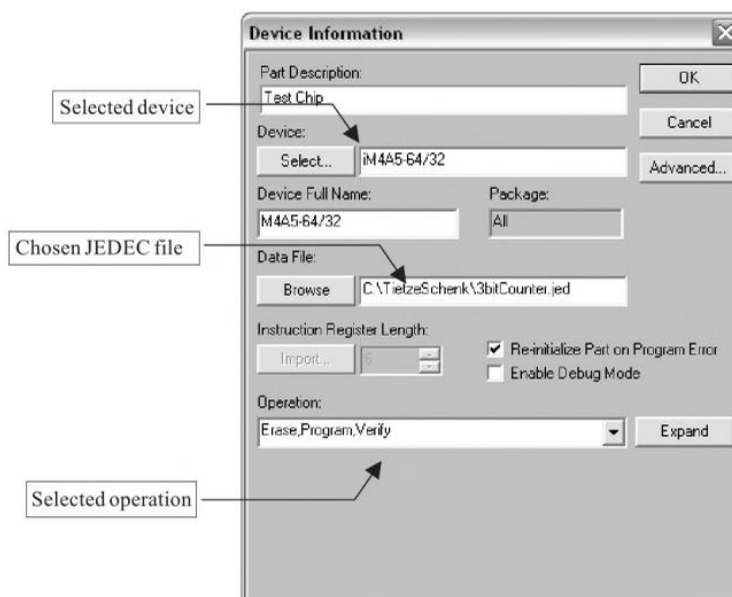 Device Information
Part Description:
OK
Selected device
Test Chip
Device:
Cancel
Select...
iM4A5-64/32
Advanced...
Device Full Name:
Package:
M4A5-64/32
All
Chosen JEDEC file
Data File:
Browse
C:\TietzeSchenk\3bitCounter.jed
Instruction Register Length:
Import...
6
Re-initialize Part on Program Error
Enable Debug Mode
Operation:
Erase,Program,Verify
Expand
Selected operation